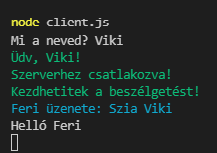 node client.js
Mi a neved? Viki
Üdv, Viki!
Szerverhez csatlakozva!
Kezdhetitek a beszélgetést!
Feri üzenete: Szia Viki
Helló Feri